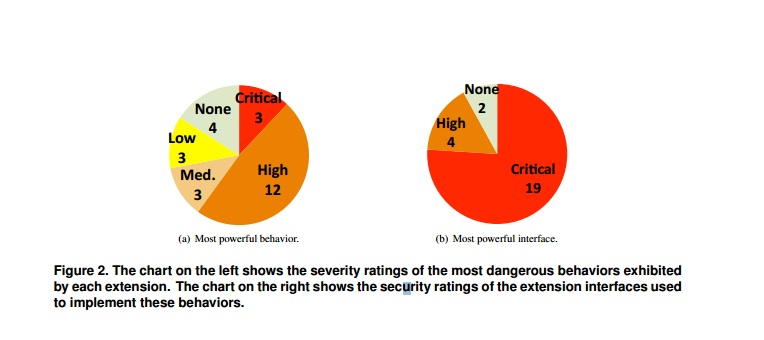 Critical
3
None
4
Low
3
Med.
3
High
12
(a) Most powerful behavior.
None
2
High
4
Critical
19
(b) Most powerful interface.
Figure 2. The chart on the left shows the severity ratings of the most dangerous behaviors exhibited
by each extension. The chart on the right shows the security ratings of the extension interfaces used
to implement these behaviors.